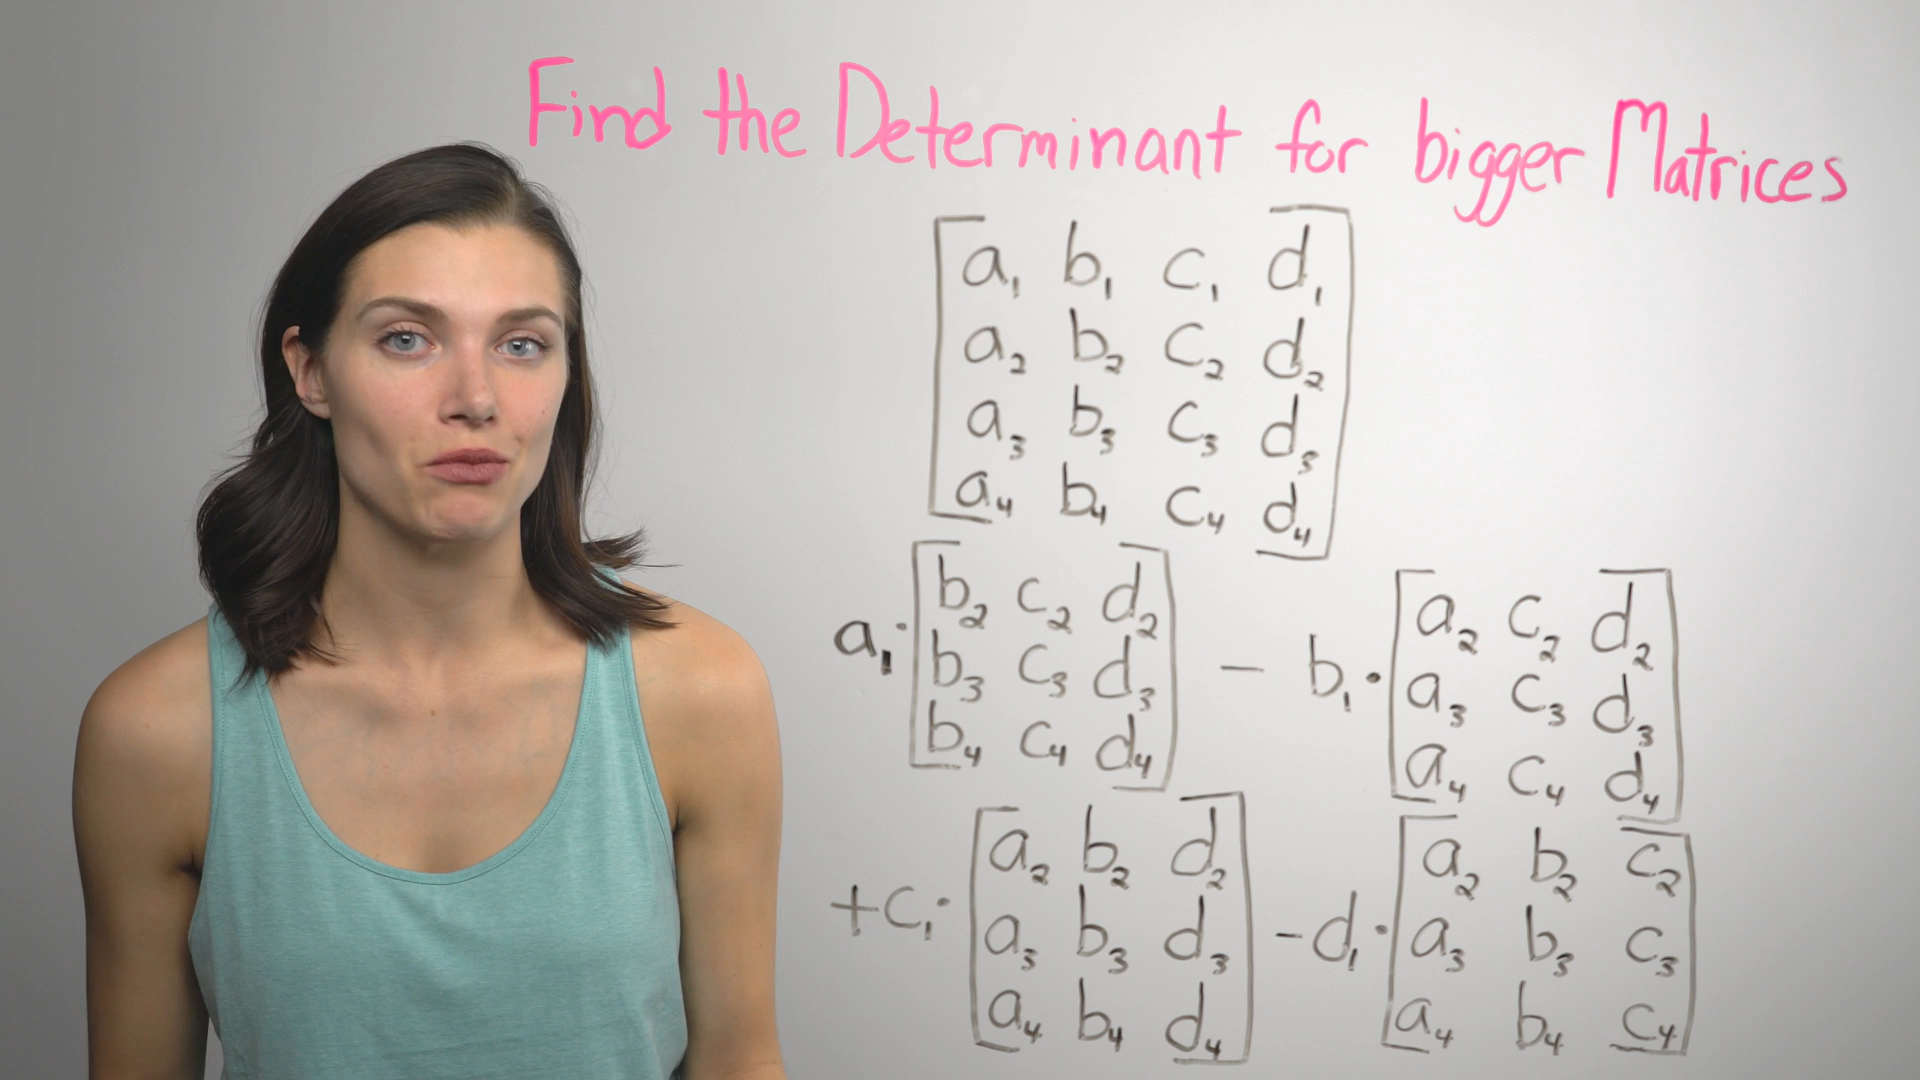 Find the Determinant for bigger Matrices
a₁ b₁ c₁ d₁
a₂ b₂ c₂ d₂
a₃ b₃ c₃ d₃
a₄ b₄ c₄ d₄
b₂ c₂ d₂ a₂ c₂ d₂
a₁· b₃ c₃ d₃ − b₁· a₃ c₃ d₃
b₄ c₄ d₄ a₄ c₄ d₄
a₂ b₂ d₂ a₂ b₂ c₂
+c₁· a₃ b₃ d₃ -d₁· a₃ b₃ c₃
a₄ b₄ d₄ a₄ b₄ c₄